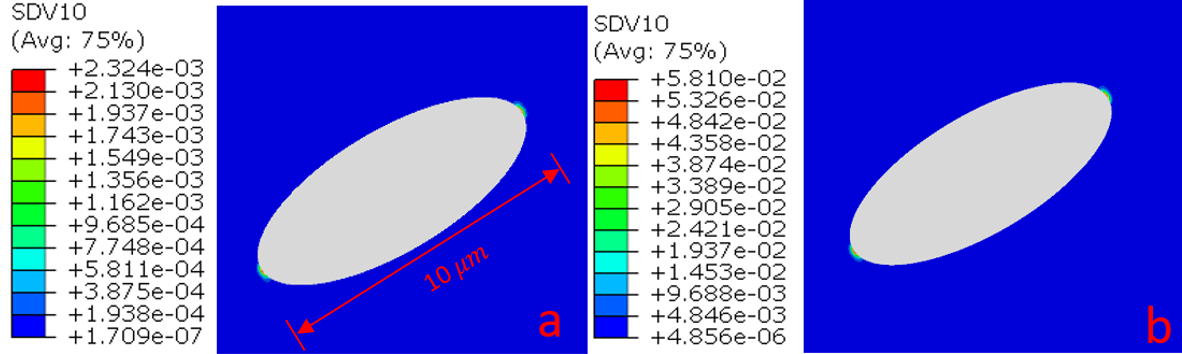 SDV10
(Avg: 75%)
+2.324e-03
+2.130e-03
+1.937e-03
+1.743e-03
+1.549e-03
+1.356e-03
+1.162e-03
+9.685e-04
+7.748e-04
+5.811e-04
+3.875e-04
+1.938e-04
+1.709e-07
10 μm
a
SDV10
(Avg: 75%)
+5.810e-02
+5.326e-02
+4.842e-02
+4.358e-02
+3.874e-02
+3.389e-02
+2.905e-02
+2.421e-02
+1.937e-02
+1.453e-02
+9.688e-03
+4.846e-03
+4.856e-06
b